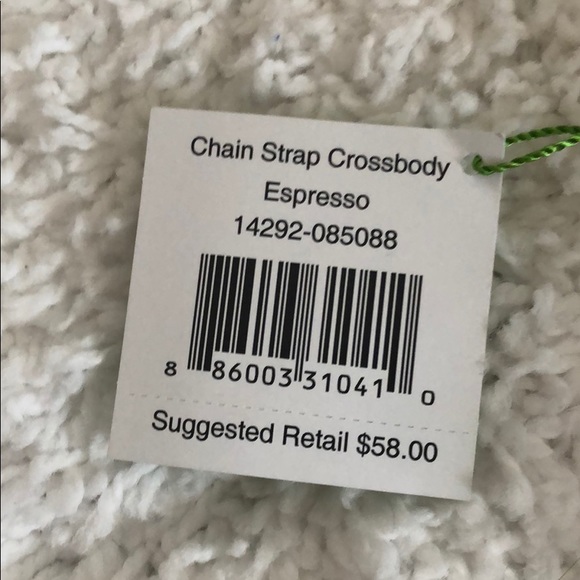 Chain Strap Crossbody
Espresso
14292-085088
8 86003 31041 0
Suggested Retail $58.00